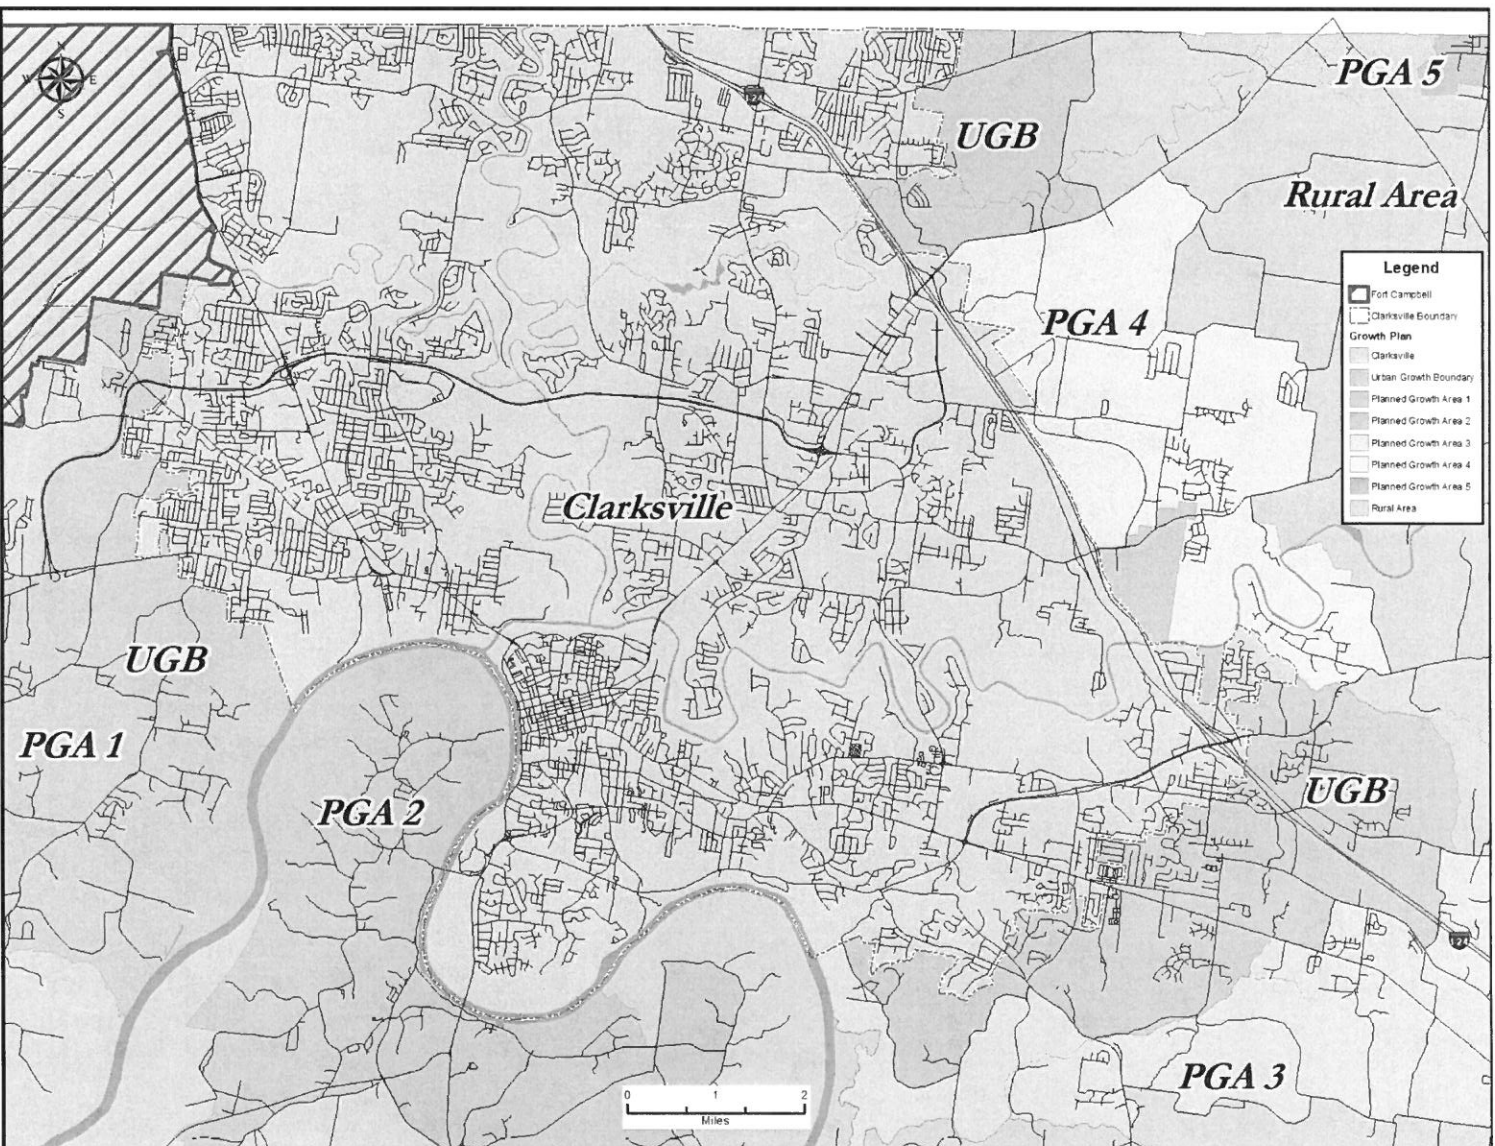 N
W E
S
PGA 5
UGB
Rural Area
Legend
Fort Campbell
Clarksville Boundary
Growth Plan
Clarksville
Urban Growth Boundary
Planned Growth Area 1
Planned Growth Area 2
Planned Growth Area 3
Planned Growth Area 4
Planned Growth Area 5
Rural Area
PGA 4
Clarksville
UGB
PGA 1
PGA 2
UGB
PGA 3
0 1 2
Miles